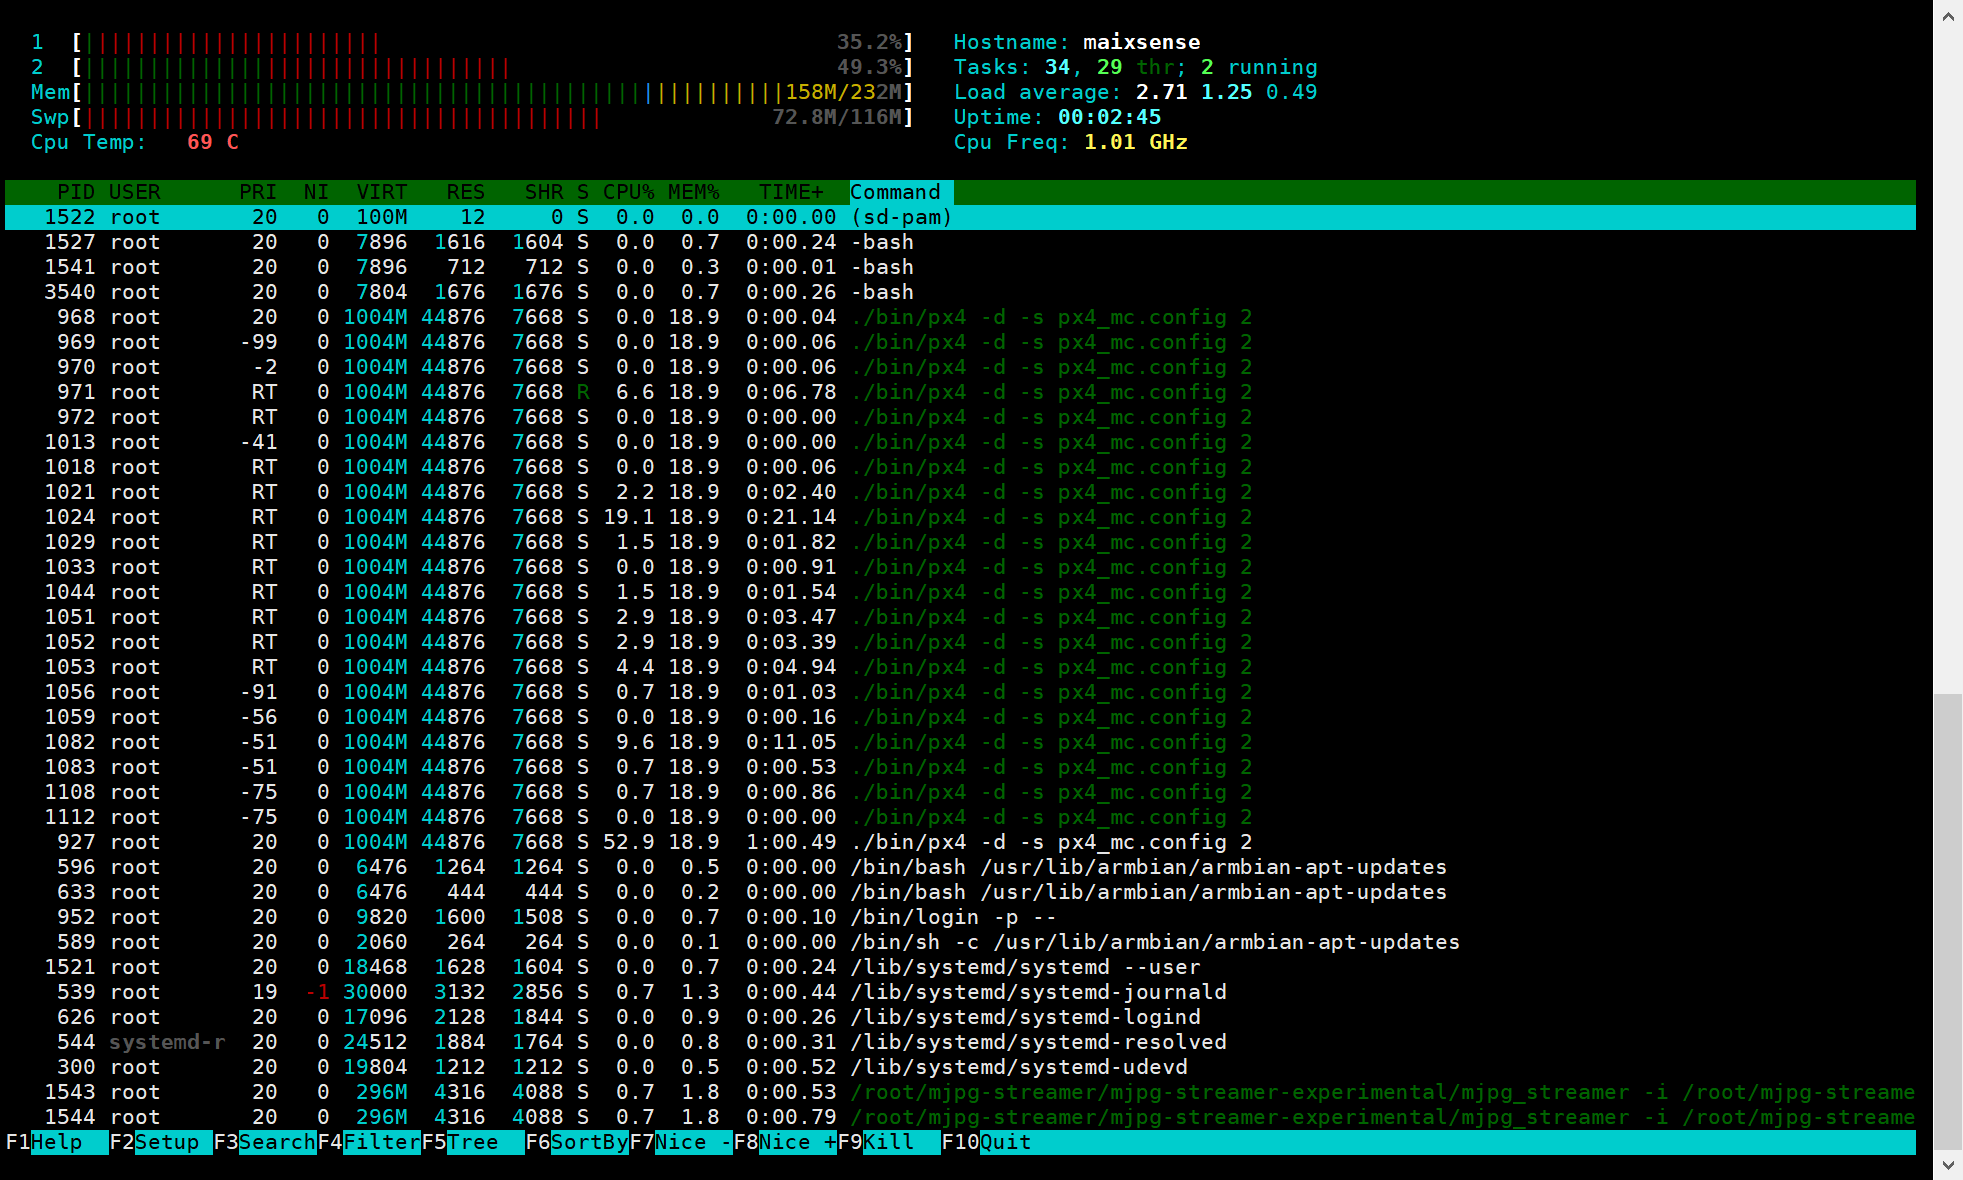 1 [||||||||||||||||||||||| 35.2%] Hostname: maixsense
2 [||||||||||||||||||||||||||||||||| 49.3%] Tasks: 34, 29 thr; 2 running
Mem[||||||||||||||||||||||||||||||||||||||||||||||||||||||158M/232M] Load average: 2.71 1.25 0.49
Swp[|||||||||||||||||||||||||||||||||||||||| 72.8M/116M] Uptime: 00:02:45
Cpu Temp: 69 C Cpu Freq: 1.01 GHz
PID USER PRI NI VIRT RES SHR S CPU% MEM% TIME+ Command
1522 root 20 0 100M 12 0 S 0.0 0.0 0:00.00 (sd-pam)
1527 root 20 0 7896 1616 1604 S 0.0 0.7 0:00.24 -bash
1541 root 20 0 7896 712 712 S 0.0 0.3 0:00.01 -bash
3540 root 20 0 7804 1676 1676 S 0.0 0.7 0:00.26 -bash
968 root 20 0 1004M 44876 7668 S 0.0 18.9 0:00.04 ./bin/px4 -d -s px4_mc.config 2
969 root -99 0 1004M 44876 7668 S 0.0 18.9 0:00.06 ./bin/px4 -d -s px4_mc.config 2
970 root -2 0 1004M 44876 7668 S 0.0 18.9 0:00.06 ./bin/px4 -d -s px4_mc.config 2
971 root RT 0 1004M 44876 7668 R 6.6 18.9 0:06.78 ./bin/px4 -d -s px4_mc.config 2
972 root RT 0 1004M 44876 7668 S 0.0 18.9 0:00.00 ./bin/px4 -d -s px4_mc.config 2
1013 root -41 0 1004M 44876 7668 S 0.0 18.9 0:00.00 ./bin/px4 -d -s px4_mc.config 2
1018 root RT 0 1004M 44876 7668 S 0.0 18.9 0:00.06 ./bin/px4 -d -s px4_mc.config 2
1021 root RT 0 1004M 44876 7668 S 2.2 18.9 0:02.40 ./bin/px4 -d -s px4_mc.config 2
1024 root RT 0 1004M 44876 7668 S 19.1 18.9 0:21.14 ./bin/px4 -d -s px4_mc.config 2
1029 root RT 0 1004M 44876 7668 S 1.5 18.9 0:01.82 ./bin/px4 -d -s px4_mc.config 2
1033 root RT 0 1004M 44876 7668 S 0.0 18.9 0:00.91 ./bin/px4 -d -s px4_mc.config 2
1044 root RT 0 1004M 44876 7668 S 1.5 18.9 0:01.54 ./bin/px4 -d -s px4_mc.config 2
1051 root RT 0 1004M 44876 7668 S 2.9 18.9 0:03.47 ./bin/px4 -d -s px4_mc.config 2
1052 root RT 0 1004M 44876 7668 S 2.9 18.9 0:03.39 ./bin/px4 -d -s px4_mc.config 2
1053 root RT 0 1004M 44876 7668 S 4.4 18.9 0:04.94 ./bin/px4 -d -s px4_mc.config 2
1056 root -91 0 1004M 44876 7668 S 0.7 18.9 0:01.03 ./bin/px4 -d -s px4_mc.config 2
1059 root -56 0 1004M 44876 7668 S 0.0 18.9 0:00.16 ./bin/px4 -d -s px4_mc.config 2
1082 root -51 0 1004M 44876 7668 S 9.6 18.9 0:11.05 ./bin/px4 -d -s px4_mc.config 2
1083 root -51 0 1004M 44876 7668 S 0.7 18.9 0:00.53 ./bin/px4 -d -s px4_mc.config 2
1108 root -75 0 1004M 44876 7668 S 0.7 18.9 0:00.86 ./bin/px4 -d -s px4_mc.config 2
1112 root -75 0 1004M 44876 7668 S 0.0 18.9 0:00.00 ./bin/px4 -d -s px4_mc.config 2
927 root 20 0 1004M 44876 7668 S 52.9 18.9 1:00.49 ./bin/px4 -d -s px4_mc.config 2
596 root 20 0 6476 1264 1264 S 0.0 0.5 0:00.00 /bin/bash /usr/lib/armbian/armbian-apt-updates
633 root 20 0 6476 444 444 S 0.0 0.2 0:00.00 /bin/bash /usr/lib/armbian/armbian-apt-updates
952 root 20 0 9820 1600 1508 S 0.0 0.7 0:00.10 /bin/login -p --
589 root 20 0 2060 264 264 S 0.0 0.1 0:00.00 /bin/sh -c /usr/lib/armbian/armbian-apt-updates
1521 root 20 0 18468 1628 1604 S 0.0 0.7 0:00.24 /lib/systemd/systemd --user
539 root 19 -1 30000 3132 2856 S 0.7 1.3 0:00.44 /lib/systemd/systemd-journald
626 root 20 0 17096 2128 1844 S 0.0 0.9 0:00.26 /lib/systemd/systemd-logind
544 systemd-r 20 0 24512 1884 1764 S 0.0 0.8 0:00.31 /lib/systemd/systemd-resolved
300 root 20 0 19804 1212 1212 S 0.0 0.5 0:00.52 /lib/systemd/systemd-udevd
1543 root 20 0 296M 4316 4088 S 0.7 1.8 0:00.53 /root/mjpg-streamer/mjpg-streamer-experimental/mjpg_streamer -i /root/mjpg-streame
1544 root 20 0 296M 4316 4088 S 0.7 1.8 0:00.79 /root/mjpg-streamer/mjpg-streamer-experimental/mjpg_streamer -i /root/mjpg-streame
F1Help F2Setup F3SearchF4FilterF5Tree F6SortByF7Nice -F8Nice +F9Kill F10Quit